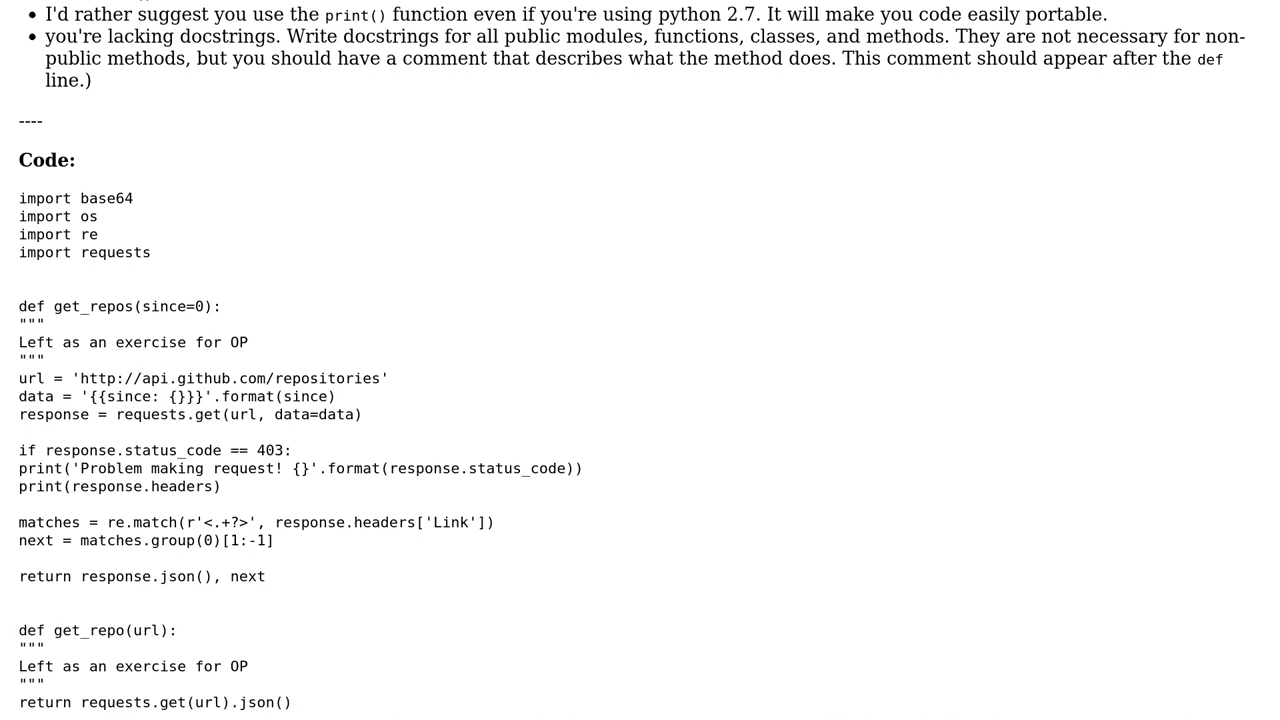 • I'd rather suggest you use the print() function even if you're using python 2.7. It will make you code easily portable.
• you're lacking docstrings. Write docstrings for all public modules, functions, classes, and methods. They are not necessary for non-
public methods, but you should have a comment that describes what the method does. This comment should appear after the def
line.)
----
Code:
import base64
import os
import re
import requests
def get_repos(since=0):
"""
Left as an exercise for OP
"""
url = 'http://api.github.com/repositories'
data = '{{since: {}}}'.format(since)
response = requests.get(url, data=data)
if response.status_code == 403:
print('Problem making request! {}'.format(response.status_code))
print(response.headers)
matches = re.match(r'<.+?>', response.headers['Link'])
next = matches.group(0)[1:-1]
return response.json(), next
def get_repo(url):
"""
Left as an exercise for OP
"""
return requests.get(url).json()